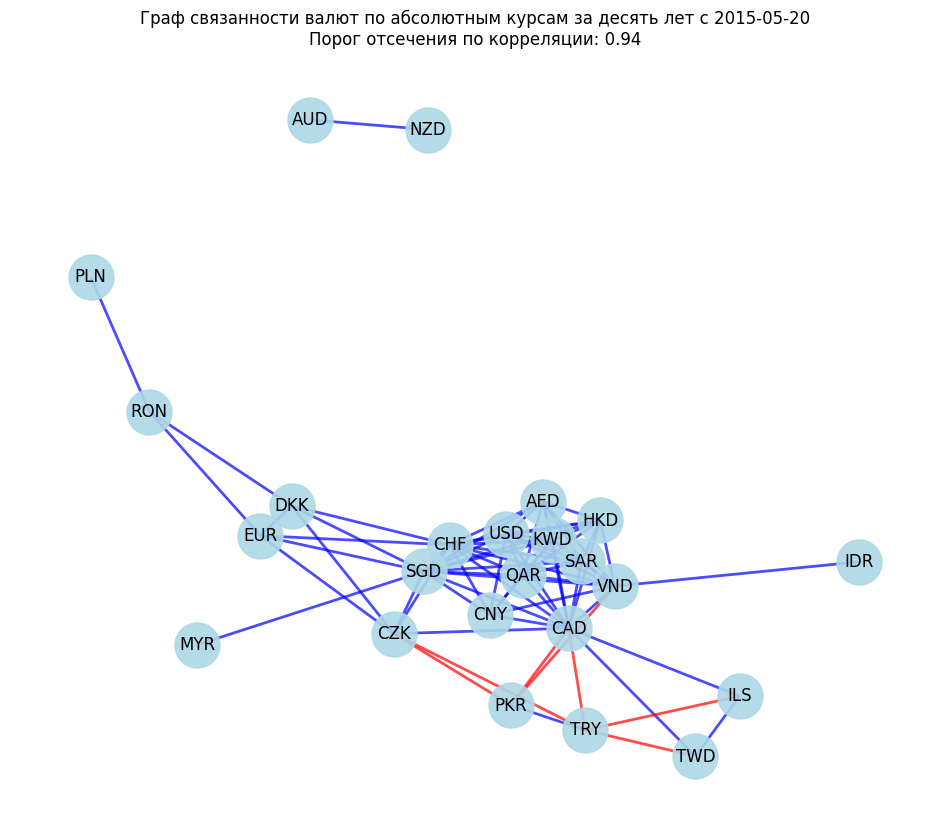 Граф связанности валют по абсолютным курсам за десять лет с 2015-05-20
Порог отсечения по корреляции: 0.94
AUD
NZD
PLN
RON
DKK
AED
HKD
EUR
USD
KWD
CHF
SAR
IDR
SGD
QAR
VND
CNY
CAD
CZK
MYR
ILS
PKR
TRY
TWD